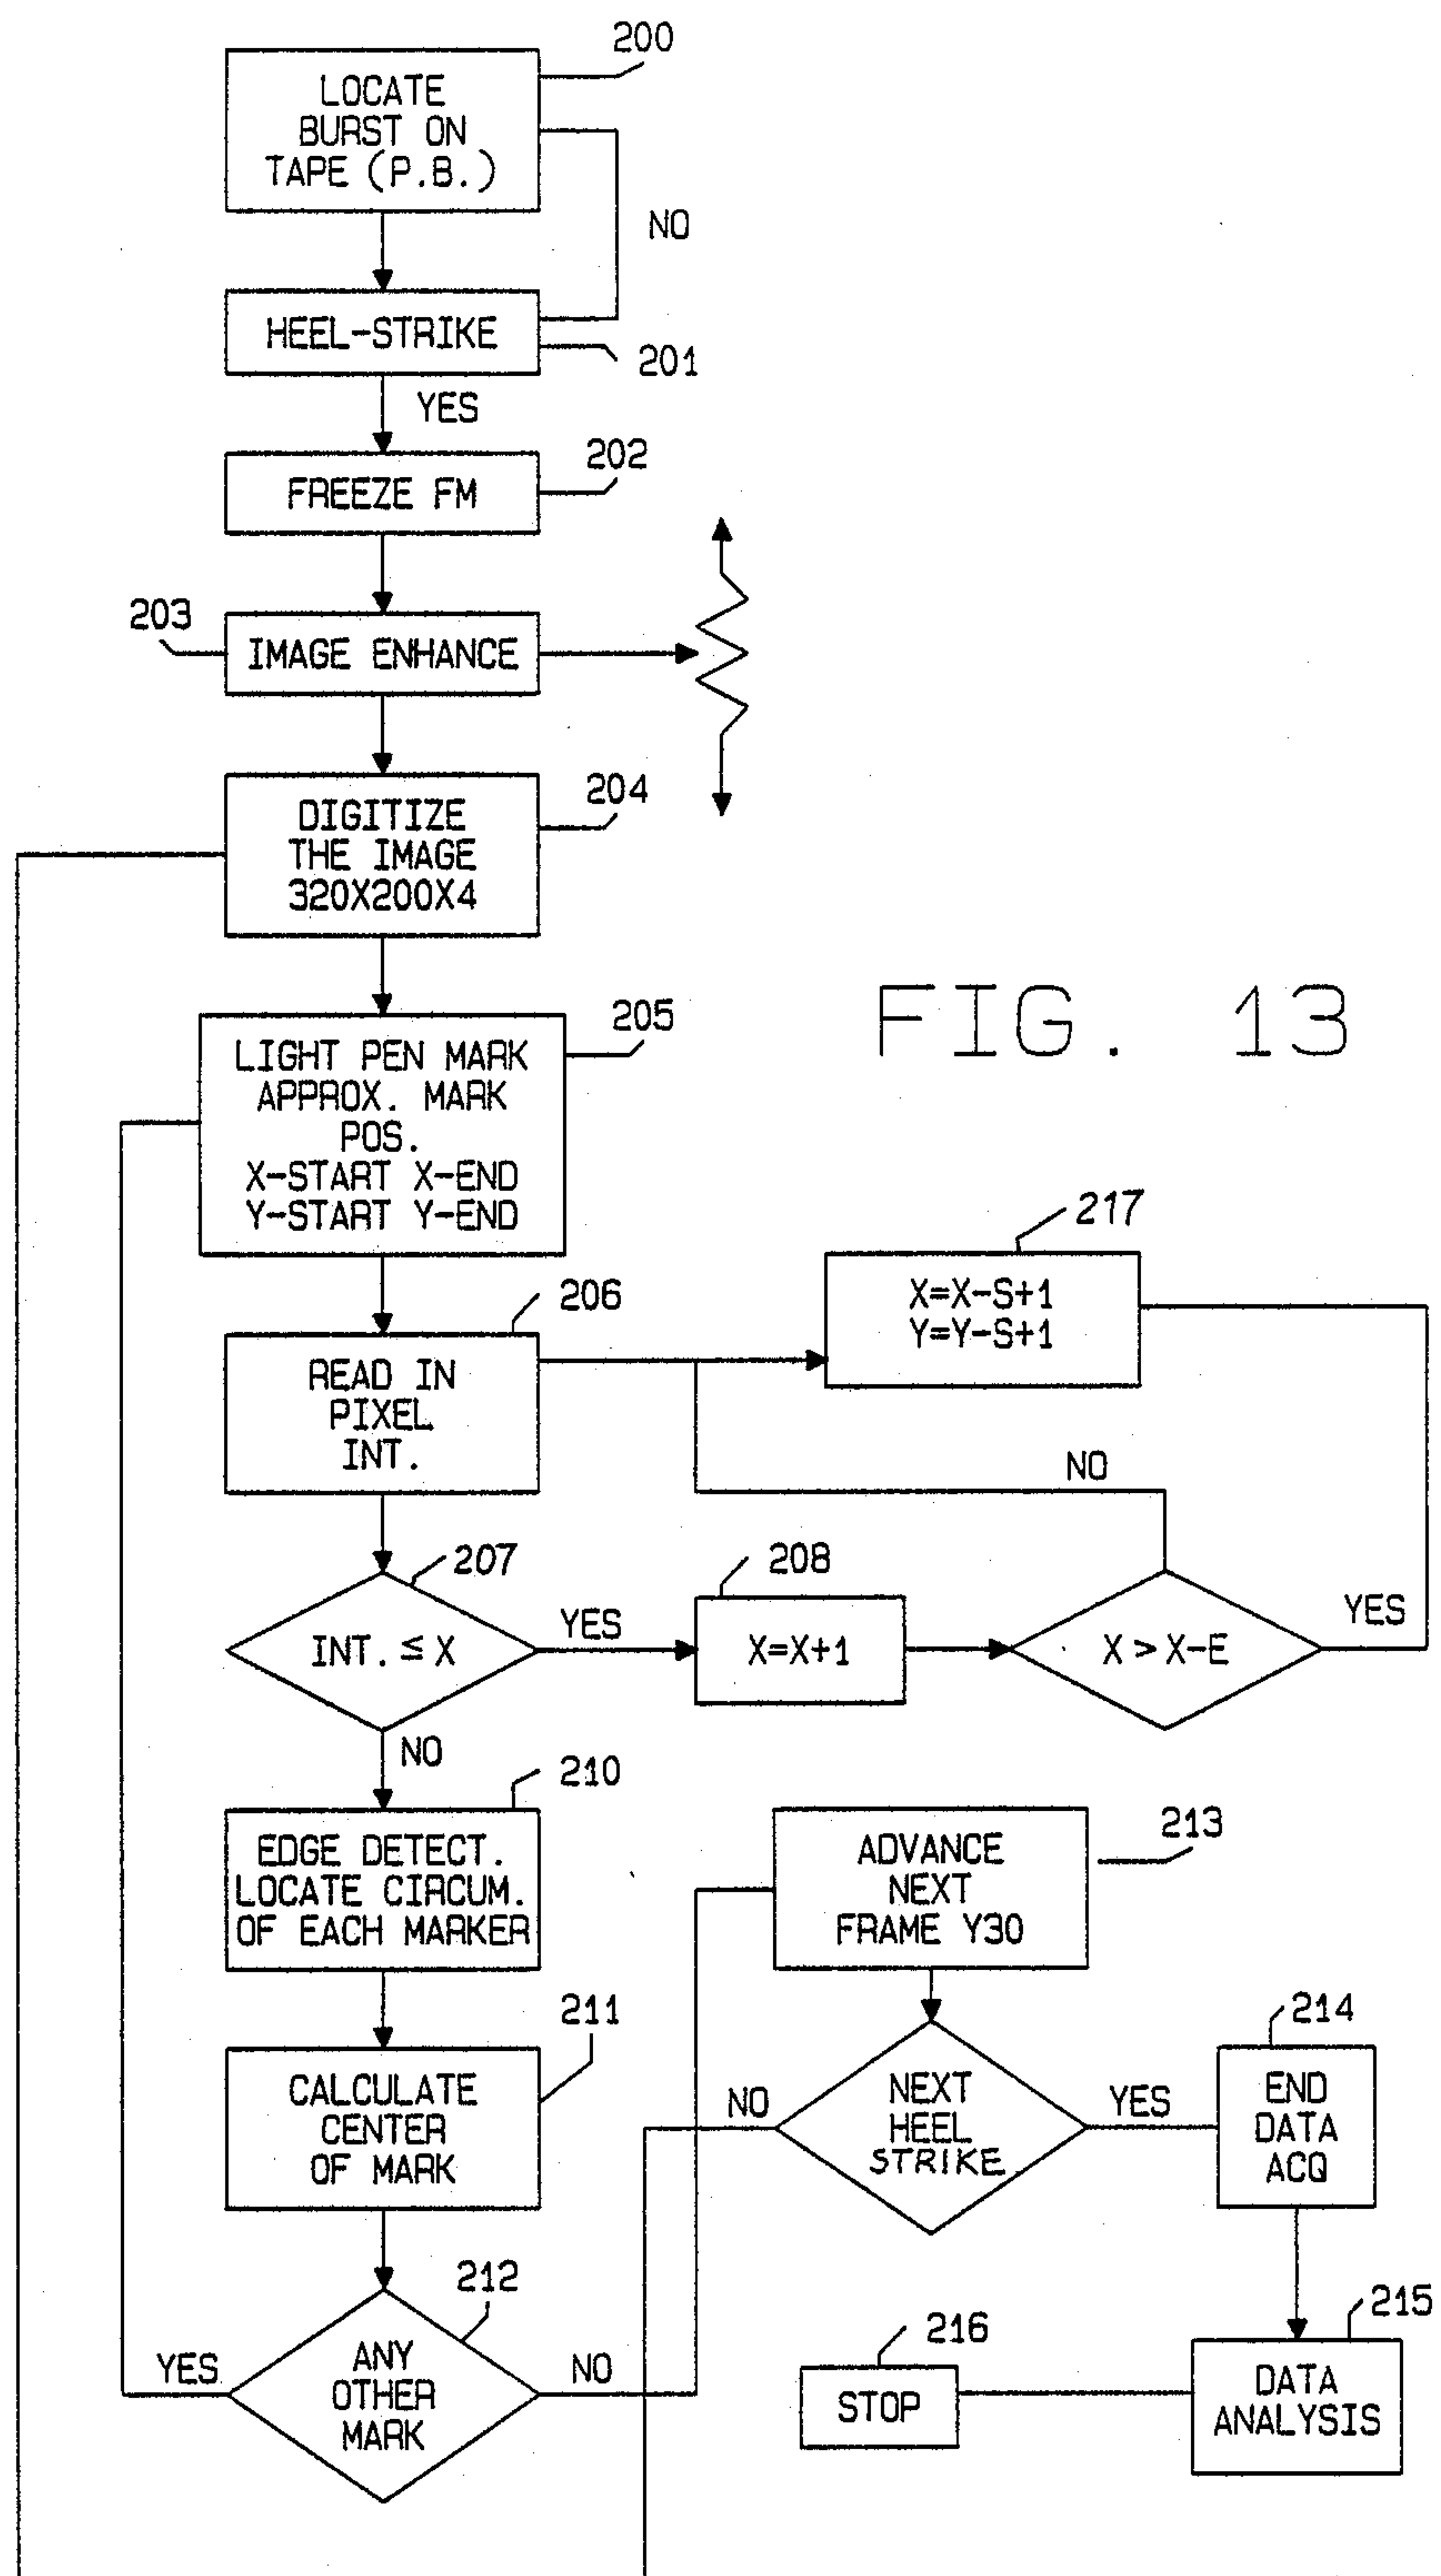 200
LOCATE
BURST ON
TAPE (P.B.)
NO
HEEL-STRIKE
201
YES
202
FREEZE FM
203
IMAGE ENHANCE
204
DIGITIZE
THE IMAGE
320X200X4
FIG. 13
205
LIGHT PEN MARK
APPROX. MARK
POS.
X-START X-END
Y-START Y-END
217
X=X-S+1
Y=Y-S+1
206
READ IN
PIXEL
INT.
NO
207
INT. ≤ X
YES
208
X=X+1
X > X-E
YES
NO
210
EDGE DETECT.
LOCATE CIRCUM.
OF EACH MARKER
213
ADVANCE
NEXT
FRAME Y30
211
CALCULATE
CENTER
OF MARK
NO
NEXT
HEEL
STRIKE
YES
214
END
DATA
ACQ
212
YES
ANY
OTHER
MARK
NO
216
STOP
215
DATA
ANALYSIS